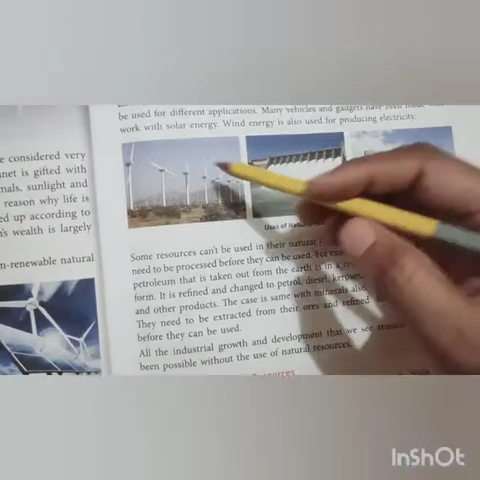 be used for different applications. Many vehicles and gadgets have been made
work with solar energy. Wind energy is also used for producing electricity.
e considered very
anet is gifted with
nals, sunlight and
reason why life is
ed up according to
n's wealth is largely
n-renewable natural
Uses of Natural
Some resources can't be used in their natural
need to be processed before they can be used. For
petroleum that is taken out from the earth is in a
form. It is refined and changed to petrol, diesel, kerosene,
and other products. The case is same with minerals also.
They need to be extracted from their ores and refined
before they can be used.
All the industrial growth and development that we see
been possible without the use of natural resources.
InShOt